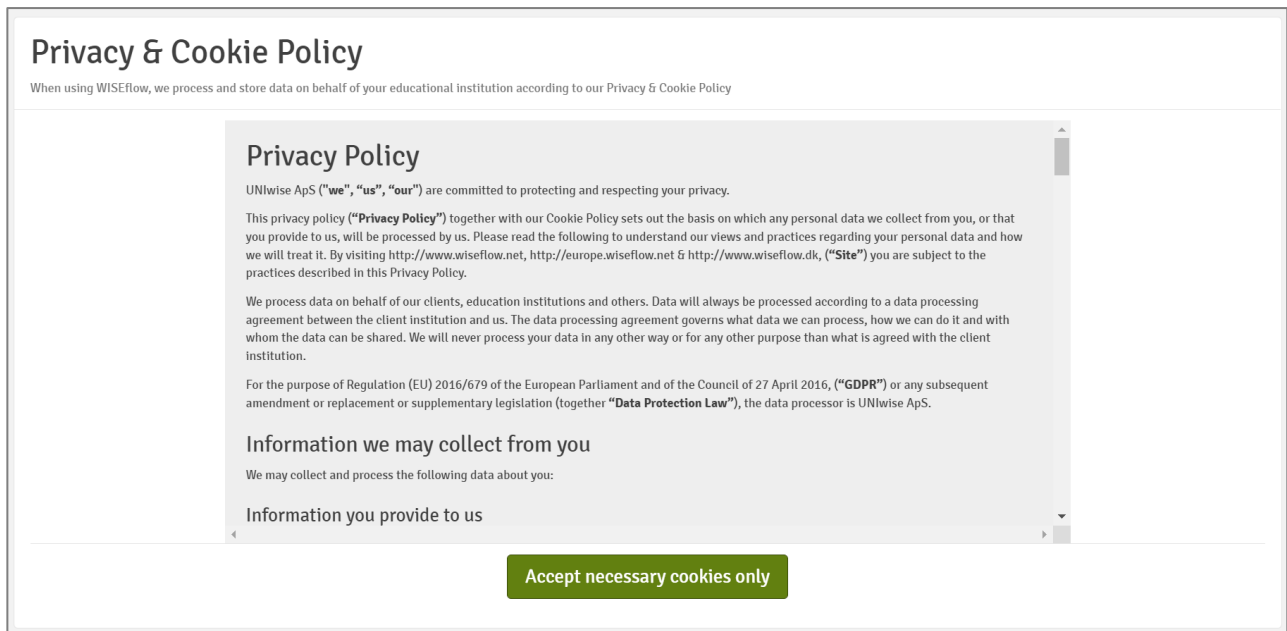 Privacy & Cookie Policy
When using WISEflow, we process and store data on behalf of your educational institution according to our Privacy & Cookie Policy
Privacy Policy
UNIwise ApS ("we", “us”, “our") are committed to protecting and respecting your privacy.
This privacy policy (“Privacy Policy”) together with our Cookie Policy sets out the basis on which any personal data we collect from you, or that
you provide to us, will be processed by us. Please read the following to understand our views and practices regarding your personal data and how
we will treat it. By visiting http://www.wiseflow.net, http://europe.wiseflow.net & http://www.wiseflow.dk, (“Site”) you are subject to the
practices described in this Privacy Policy.
We process data on behalf of our clients, education institutions and others. Data will always be processed according to a data processing
agreement between the client institution and us. The data processing agreement governs what data we can process, how we can do it and with
whom the data can be shared. We will never process your data in any other way or for any other purpose than what is agreed with the client
institution.
For the purpose of Regulation (EU) 2016/679 of the European Parliament and of the Council of 27 April 2016, (“GDPR”) or any subsequent
amendment or replacement or supplementary legislation (together “Data Protection Law”), the data processor is UNIwise ApS.
Information we may collect from you
We may collect and process the following data about you:
Information you provide to us
Accept necessary cookies only